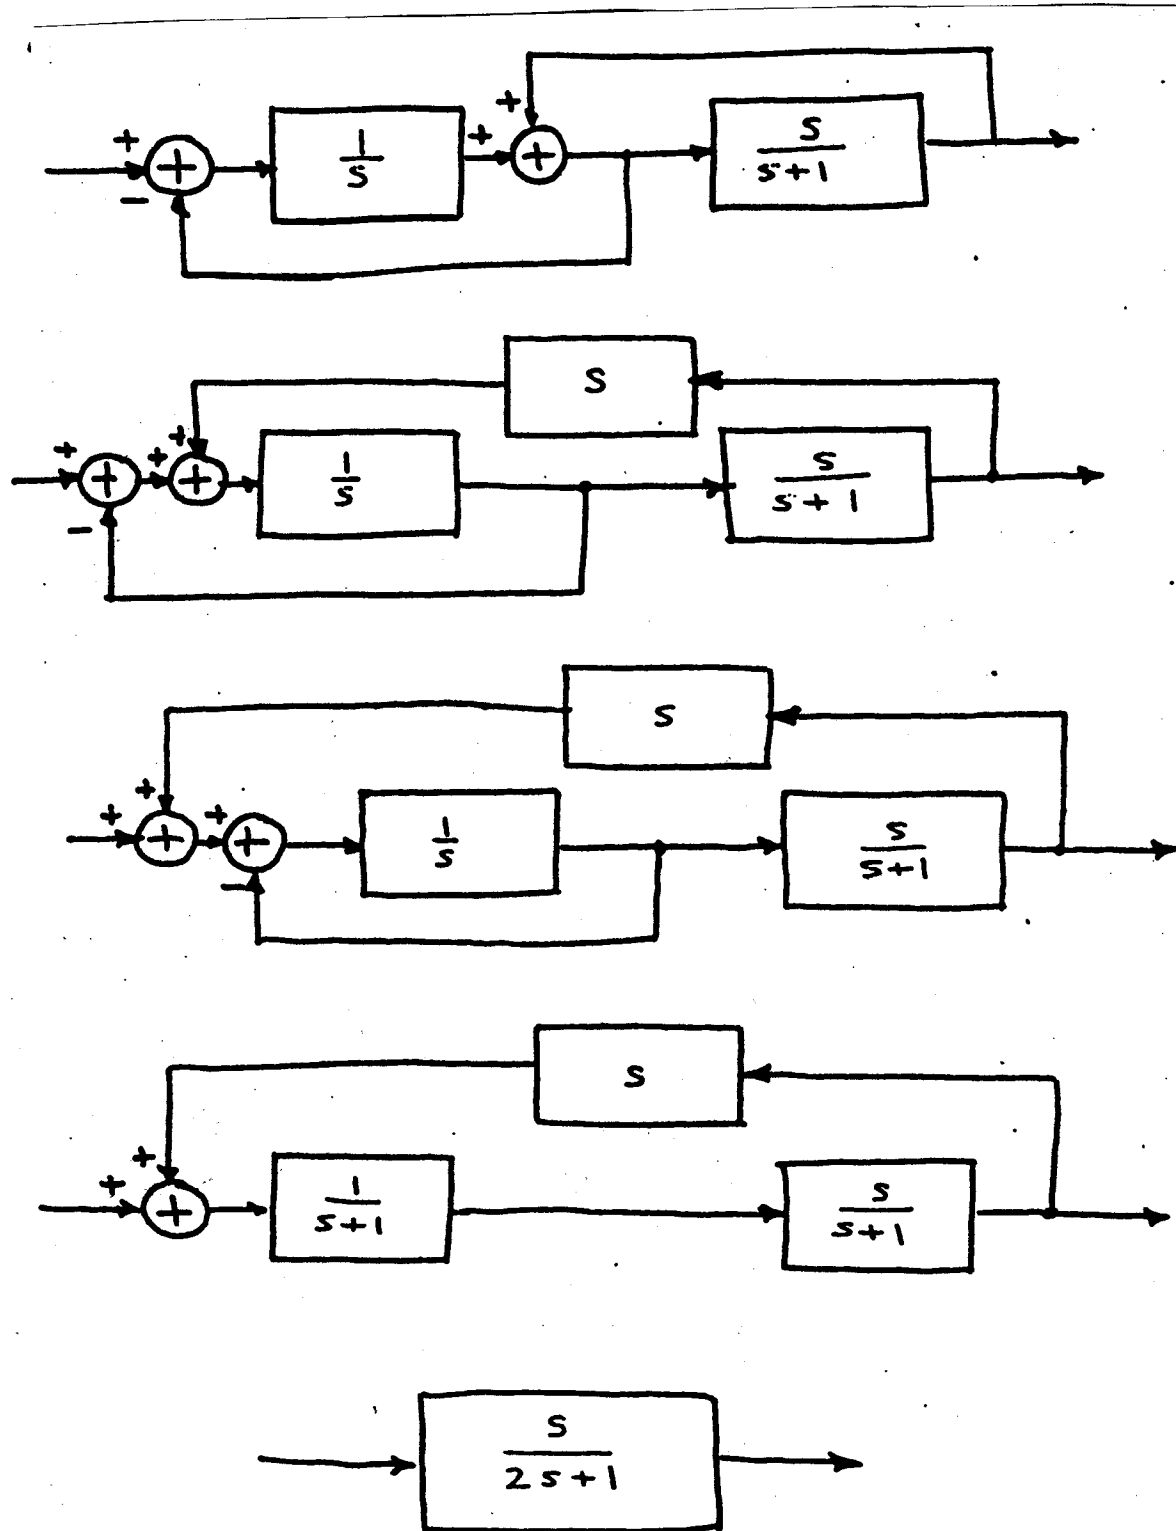 + + +
+ 1/s + s/(s+1)
−
s
+ + +
+ + 1/s s/(s+1)
−
s
+ + +
+ + 1/s s/(s+1)
−
s
+ +
+ 1/(s+1) s/(s+1)
s/(2s+1)